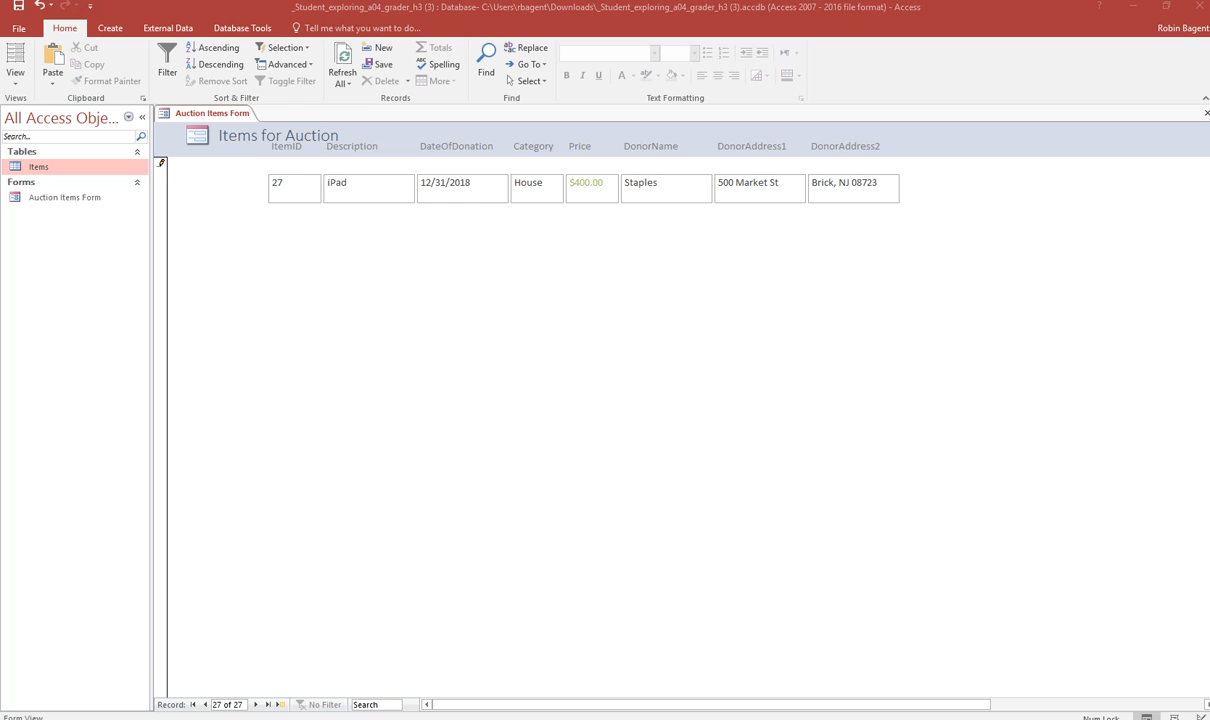 _Student_exploring_a04_grader_h3 (3) : Database- C:\Users\rbagent\Downloads\_Student_exploring_a04_grader_h3 (3).accdb (Access 2007 - 2016 file format) - Access
File Home Create External Data Database Tools Tell me what you want to do... Robin Bagent
View
Views
Paste
Cut
Copy
Format Painter
Clipboard
Filter
Ascending
Descending
Remove Sort
Selection
Advanced
Toggle Filter
Sort & Filter
Refresh All
New
Save
Delete
Totals
Spelling
More
Records
Find
Replace
Go To
Select
Find
B I U A
Text Formatting
All Access Obje...
Search...
Tables
Items
Forms
Auction Items Form
Auction Items Form
Items for Auction
ItemID Description DateOfDonation Category Price DonorName DonorAddress1 DonorAddress2
27 iPad 12/31/2018 House $400.00 Staples 500 Market St Brick, NJ 08723
Record: 27 of 27 No Filter Search
Form View Num Lock